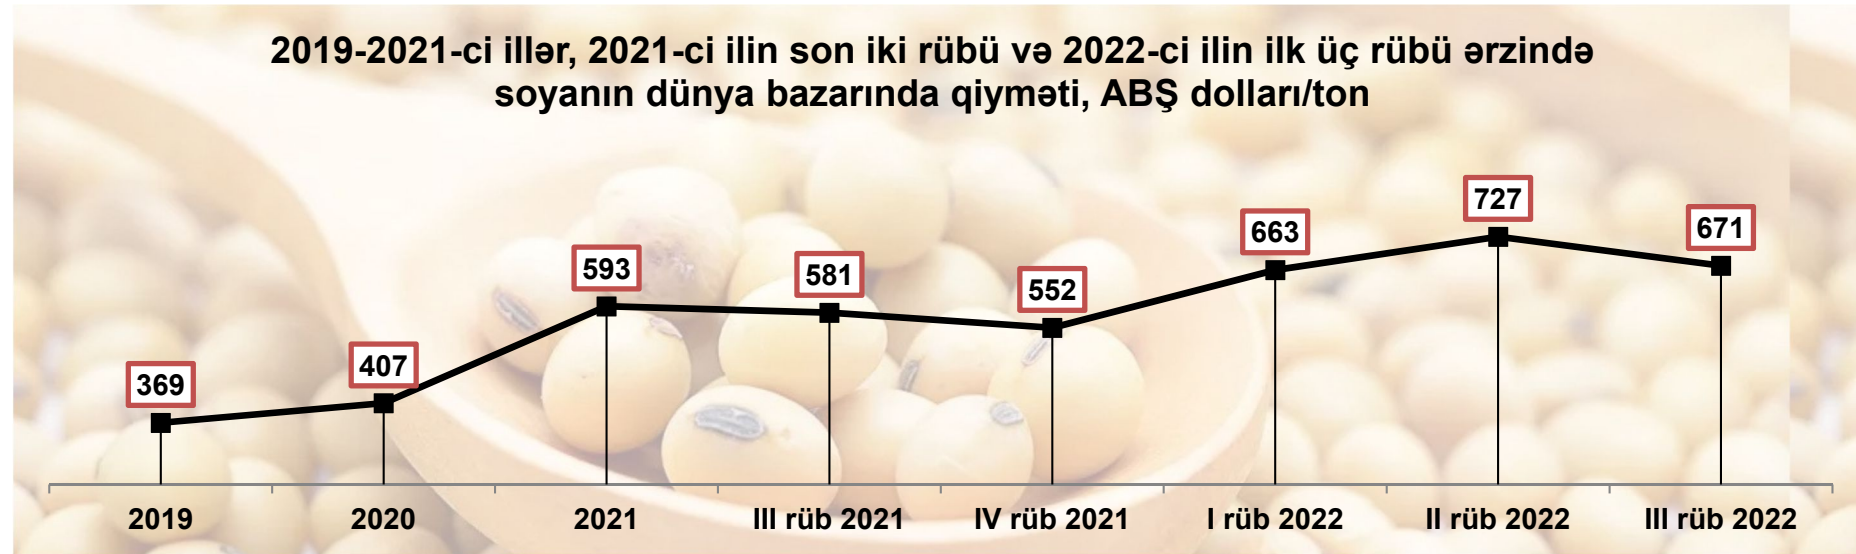 2019-2021-ci illər, 2021-ci ilin son iki rübü və 2022-ci ilin ilk üç rübü ərzində
soyanın dünya bazarında qiyməti, ABŞ dolları/ton
369
407
593
581
552
663
727
671
2019
2020
2021
III rüb 2021
IV rüb 2021
I rüb 2022
II rüb 2022
III rüb 2022